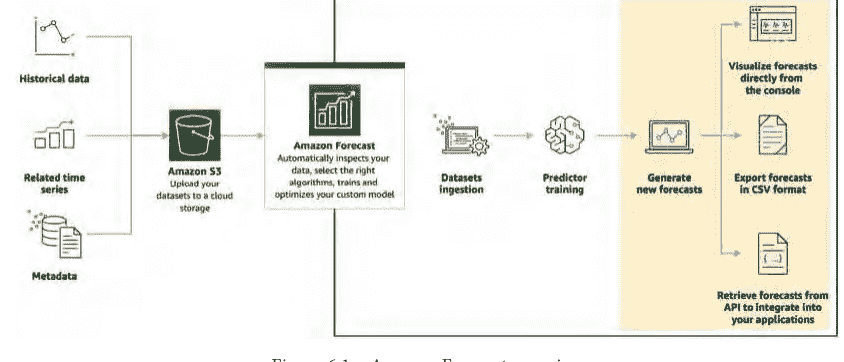 Historical data
Related time
series
Metadata
Amazon S3
Upload your
datasets to a cloud
storage
Amazon Forecast
Automatically inspects your
data, select the right
algorithms, trains and
optimizes your custom model
Datasets
ingestion
Predictor
training
Generate
new forecasts
Visualize forecasts
directly from
the console
Export forecasts
in CSV format
{...}
Retrieve forecasts from
API to integrate into
your applications